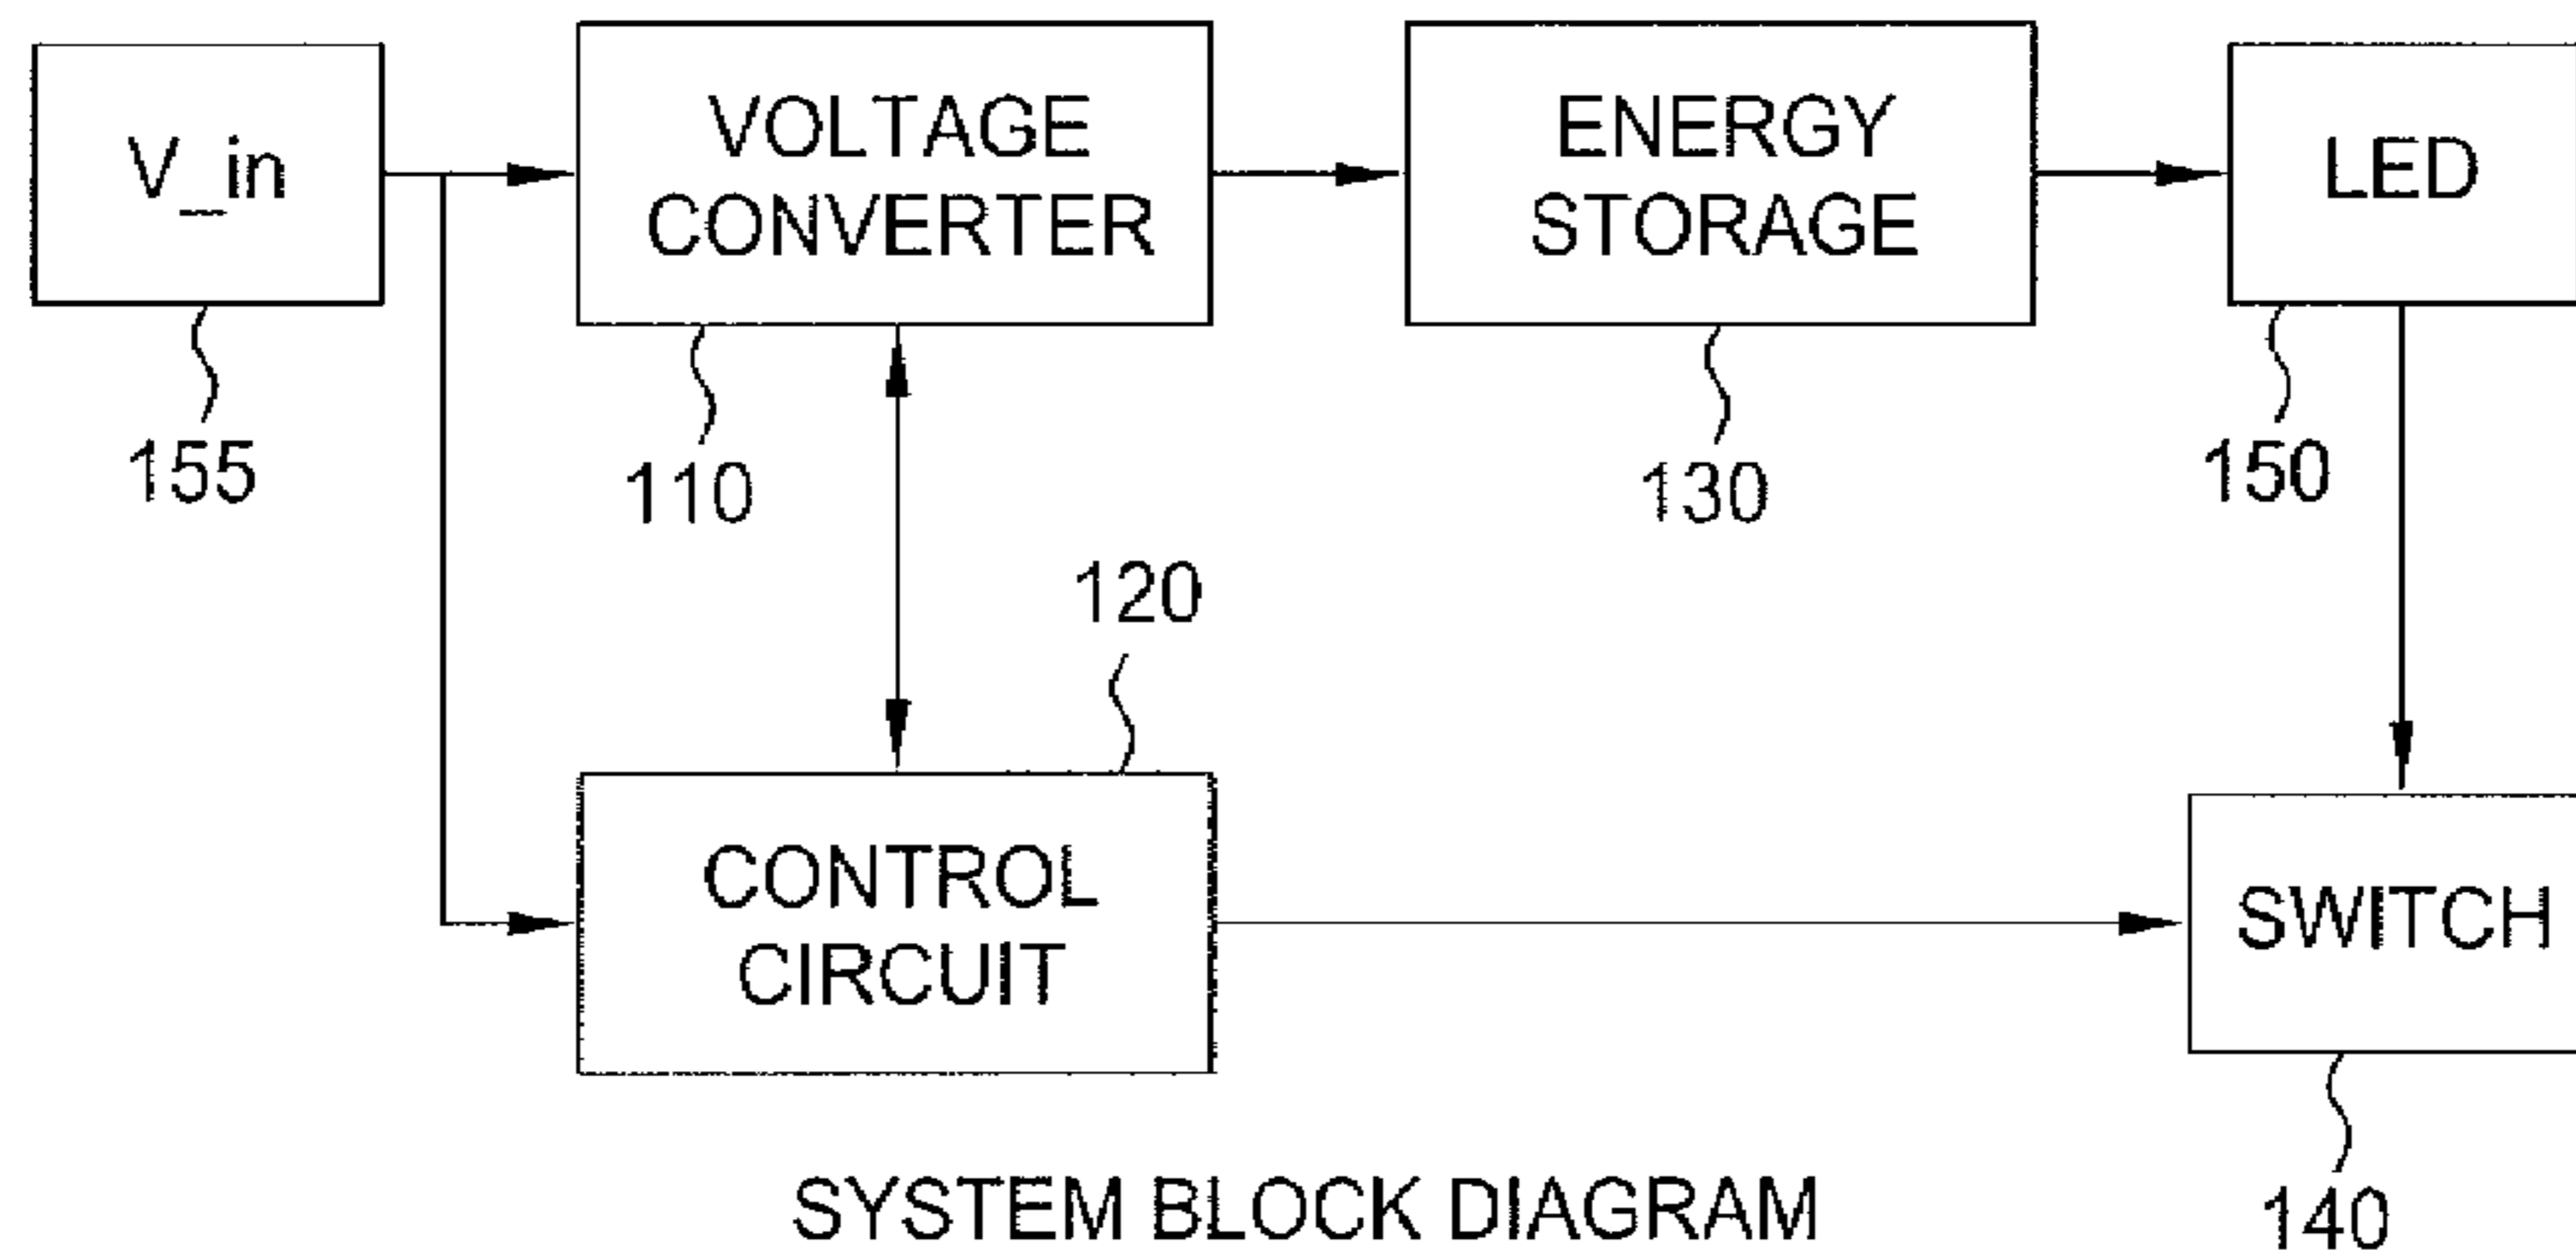 V_in
VOLTAGE
CONVERTER
ENERGY
STORAGE
LED
155
110
130
150
120
CONTROL
CIRCUIT
SWITCH
140
SYSTEM BLOCK DIAGRAM